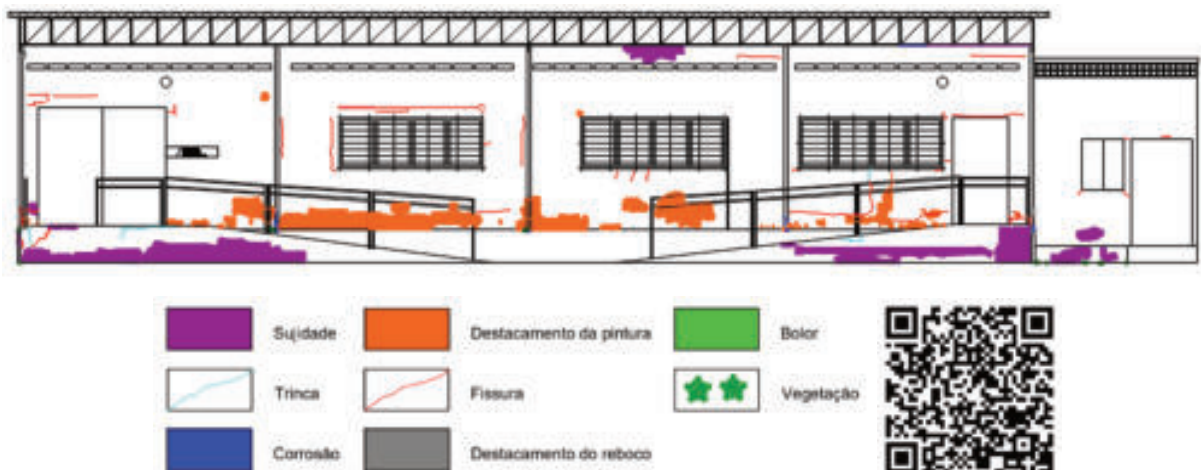 Sujidade
Destacamento da pintura
Bolor
Trinca
Fissura
Vegetação
Corrosão
Destacamento do reboco